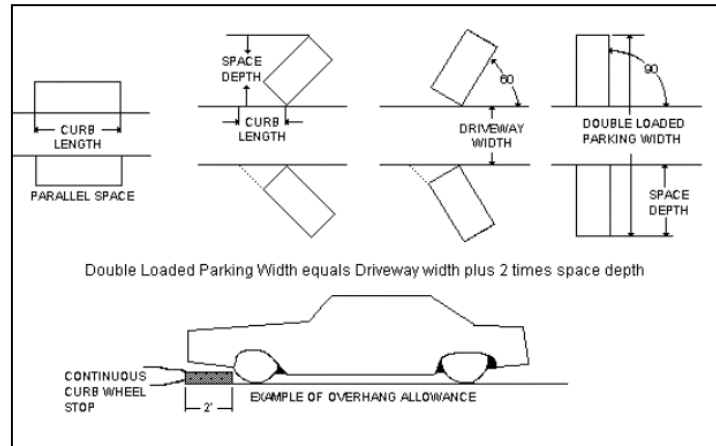 SPACE
DEPTH
60
90
CURB
LENGTH
CURB
LENGTH
DRIVEWAY
WIDTH
DOUBLE LOADED
PARKING WIDTH
PARALLEL SPACE
SPACE
DEPTH
Double Loaded Parking Width equals Driveway width plus 2 times space depth
CONTINUOUS
CURB WHEEL
STOP
2'
EXAMPLE OF OVERHANG ALLOWANCE